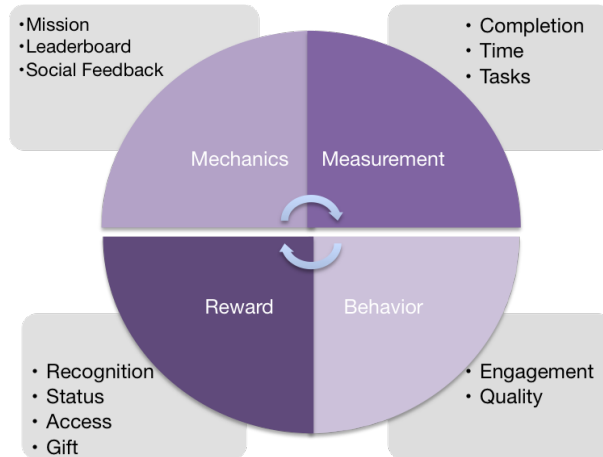 •Mission
•Leaderboard
•Social Feedback
• Completion
• Time
• Tasks
Mechanics
Measurement
Reward
Behavior
• Recognition
• Status
• Access
• Gift
• Engagement
• Quality